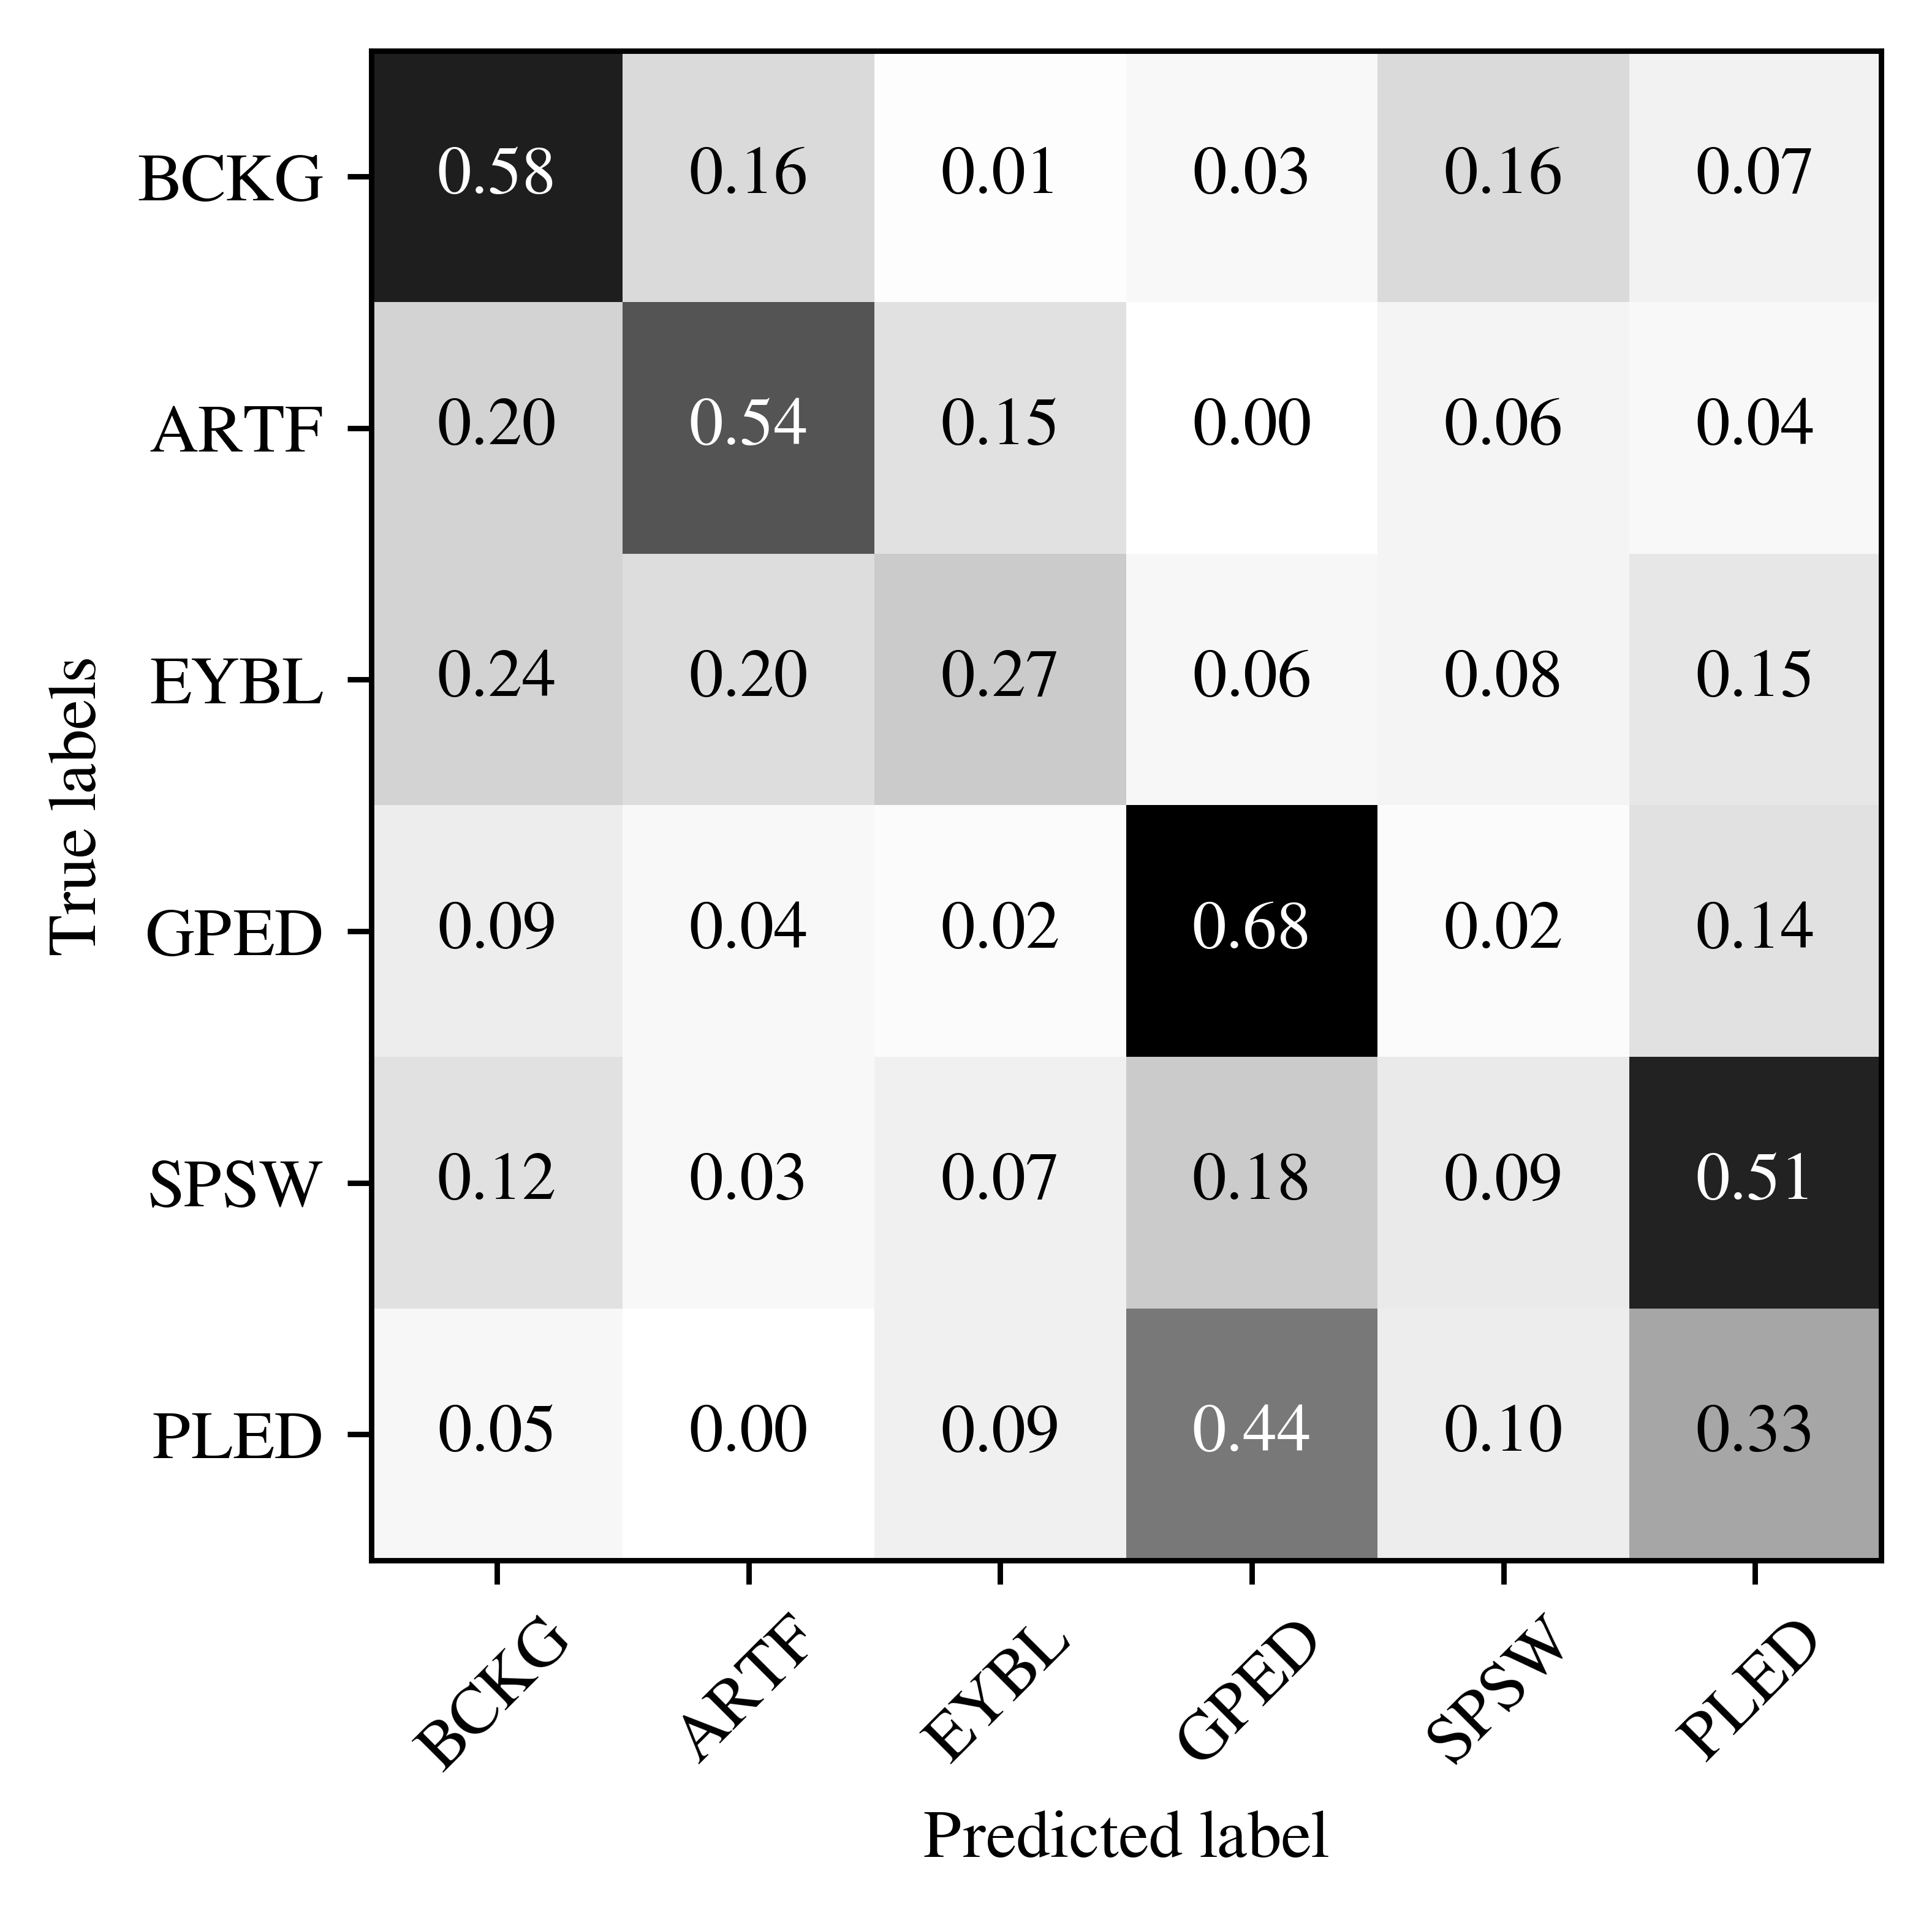 True labels
BCKG 0.58 0.16 0.01 0.03 0.16 0.07
ARTF 0.20 0.54 0.15 0.00 0.06 0.04
EYBL 0.24 0.20 0.27 0.06 0.08 0.15
GPED 0.09 0.04 0.02 0.68 0.02 0.14
SPSW 0.12 0.03 0.07 0.18 0.09 0.51
PLED 0.05 0.00 0.09 0.44 0.10 0.33
BCKG ARTF EYBL GPED SPSW PLED
Predicted label